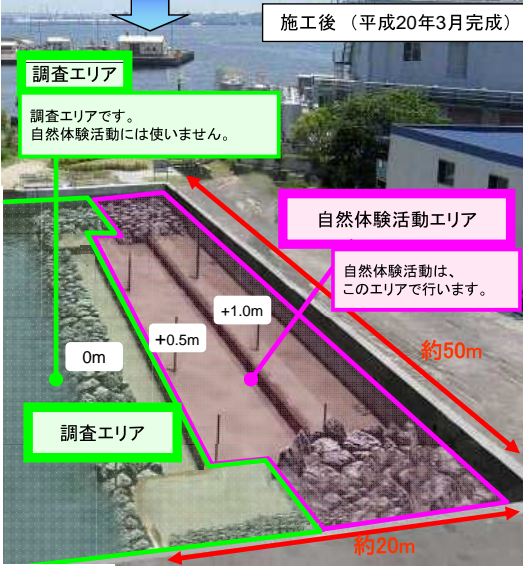 施工後 （平成20年3月完成）
調査エリア
調査エリアです。
自然体験活動には使いません。
自然体験活動エリア
自然体験活動は、
このエリアで行います。
+1.0m
+0.5m
0m
約50m
調査エリア
約20m